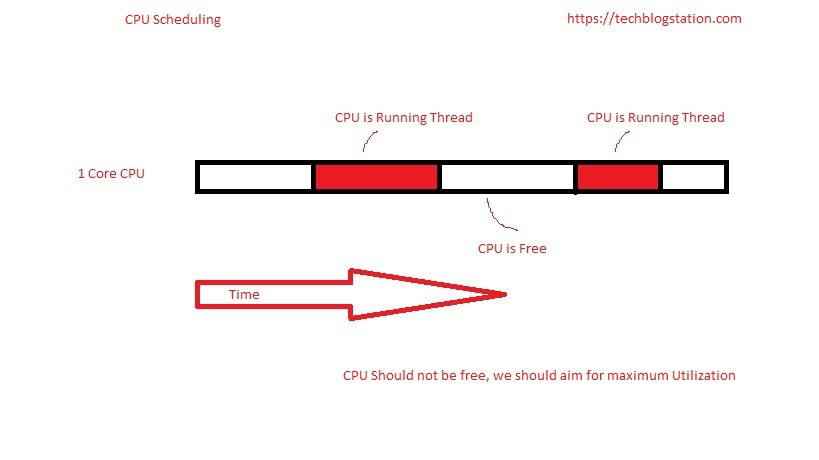 CPU Scheduling
https://techblogstation.com
CPU is Running Thread
CPU is Running Thread
1 Core CPU
CPU is Free
Time
CPU Should not be free, we should aim for maximum Utilization